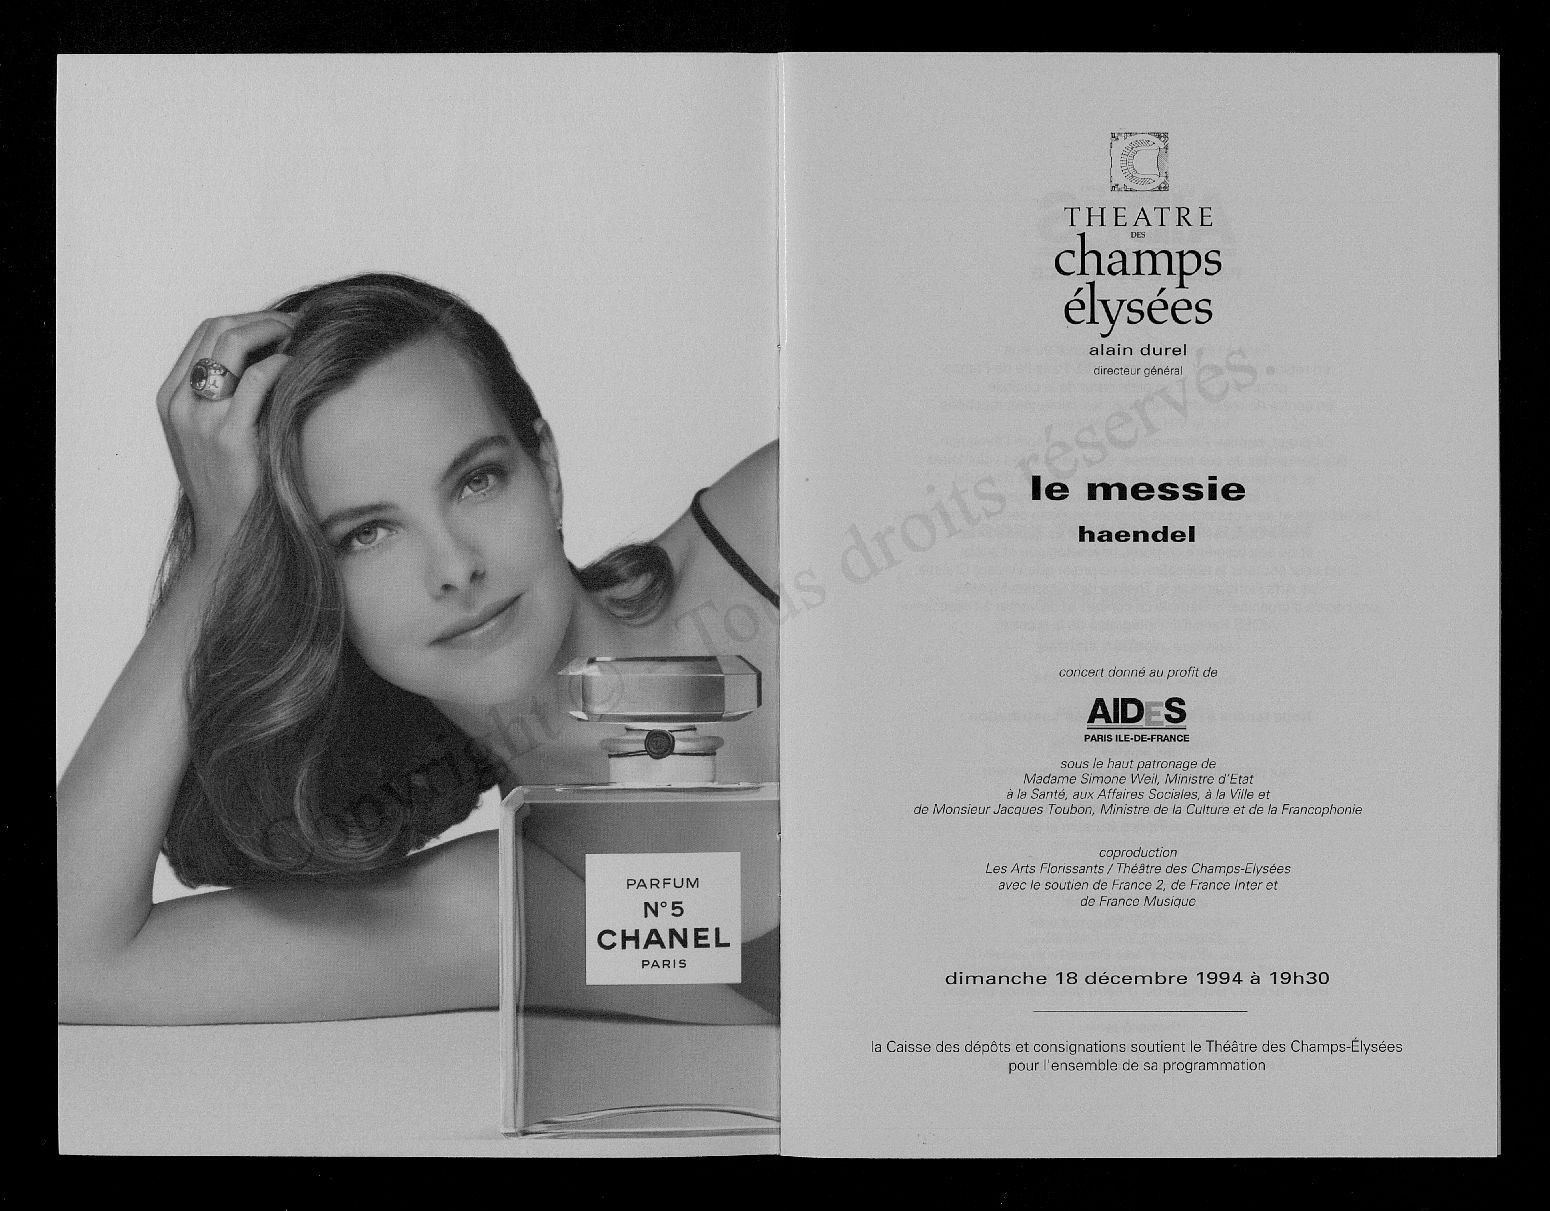 PARFUM
N°5
CHANEL
PARIS
THEATRE
DES
champs
élysées
alain durel
directeur général
le messie
haendel
concert donné au profit de
AIDES
PARIS ILE-DE-FRANCE
sous le haut patronage de
Madame Simone Weil, Ministre d'Etat
à la Santé, aux Affaires Sociales, à la Ville et
de Monsieur Jacques Toubon, Ministre de la Culture et de la Francophonie
coproduction
Les Arts Florissants / Théâtre des Champs-Elysées
avec le soutien de France 2, de France Inter et
de France Musique
dimanche 18 décembre 1994 à 19h30
la Caisse des dépôts et consignations soutient le Théâtre des Champs-Élysées
pour l'ensemble de sa programmation
Copyright © - Tous droits réservés.